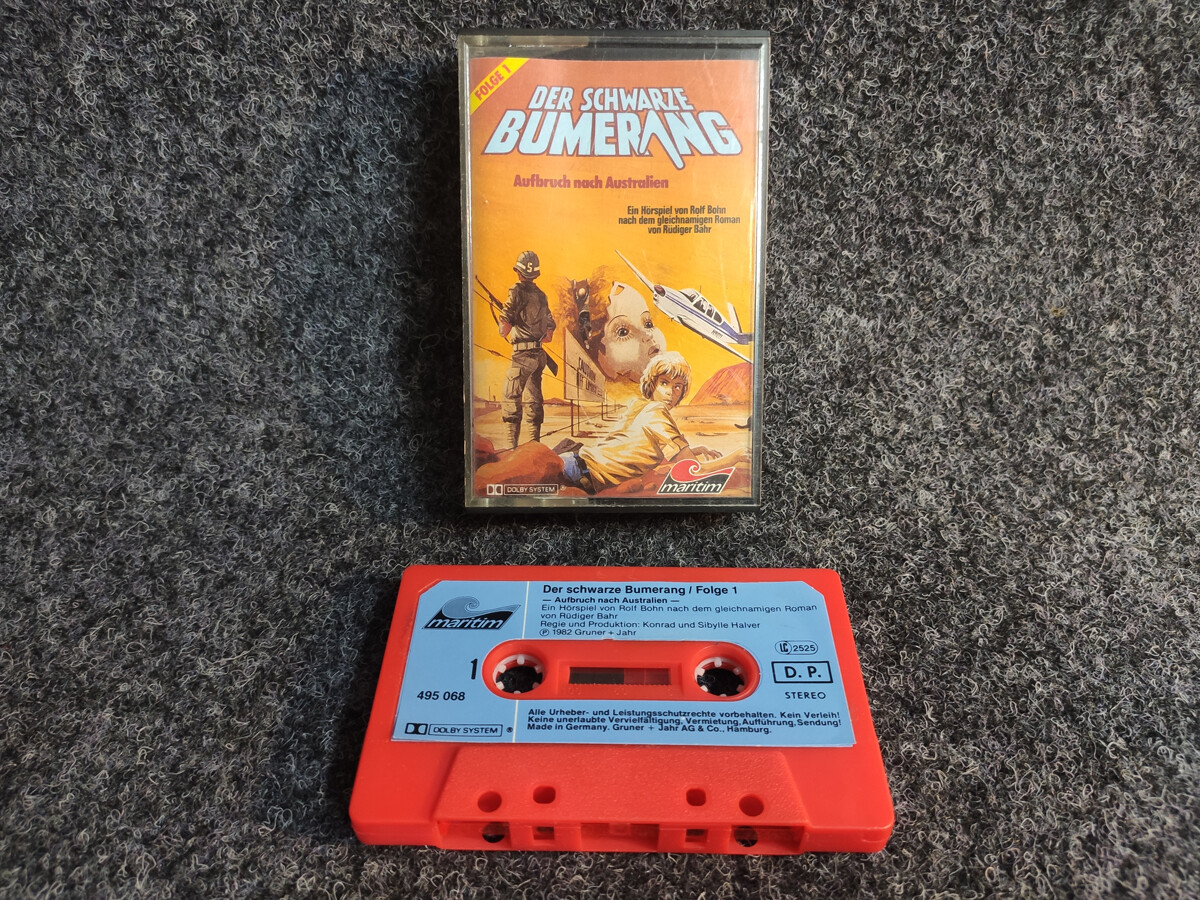 FOLGE 1
DER SCHWARZE
BUMERANG
Aufbruch nach Australien
Ein Hörspiel von Rolf Bohn
nach dem gleichnamigen Roman
von Rüdiger Bahr
5
DOLBY SYSTEM ®
maritim
maritim
Der schwarze Bumerang / Folge 1
— Aufbruch nach Australien —
Ein Hörspiel von Rolf Bohn nach dem gleichnamigen Roman
von Rüdiger Bahr
Regie und Produktion: Konrad und Sibylle Halver
Ⓟ 1982 Gruner + Jahr
LC 2525
1
D. P.
495 068
STEREO
DOLBY SYSTEM ®
Alle Urheber- und Leistungsschutzrechte vorbehalten. Kein Verleih!
Keine unerlaubte Vervielfältigung, Vermietung, Aufführung, Sendung!
Made in Germany. Gruner + Jahr AG & Co., Hamburg.